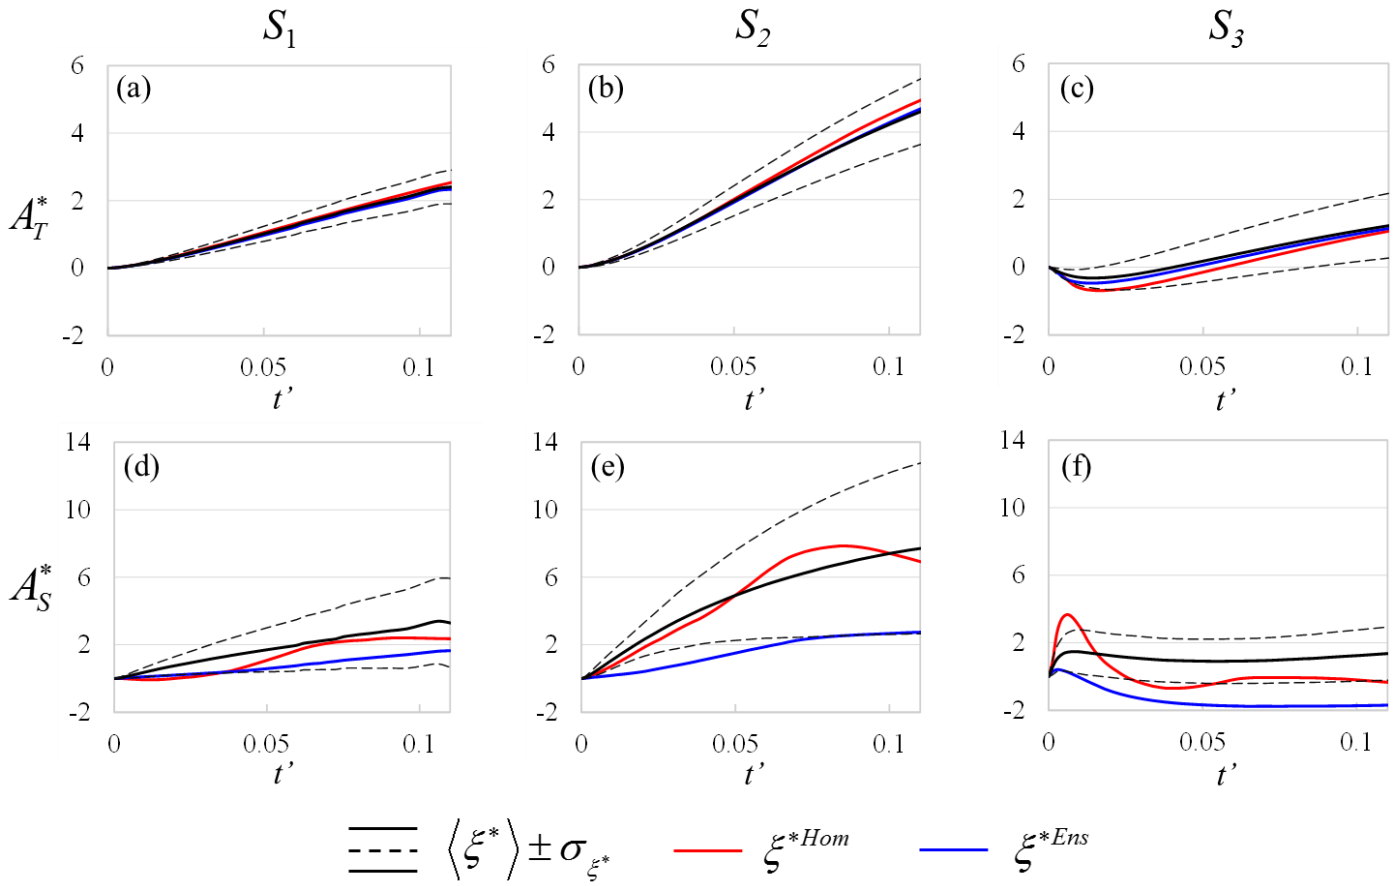 S1 S2 S3
(a) (b) (c)
6 6 6
4 4 4
2 2 2
A*T
0 0 0
-2 -2 -2
0 0.05 0.1 0 0.05 0.1 0 0.05 0.1
t’ t’ t’
14 14 14
(d) (e) (f)
10 10 10
6 6 6
A*S
2 2 2
-2 -2 -2
0 0.05 0.1 0 0.05 0.1 0 0.05 0.1
t’ t’ t’
⟨ξ*⟩ ± σξ* ξ*Hom ξ*Ens